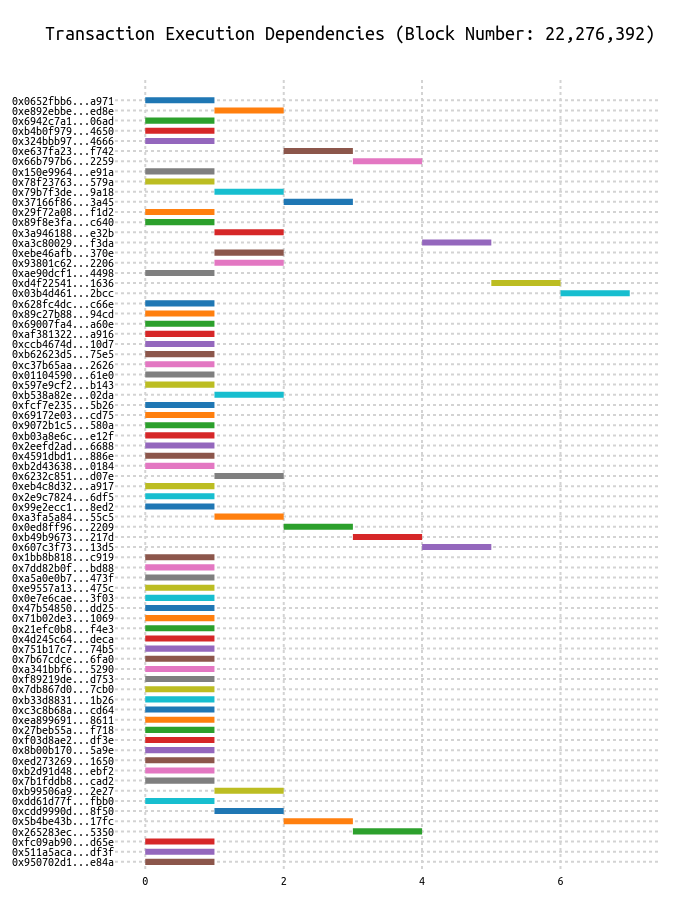 Transaction Execution Dependencies (Block Number: 22,276,392)
0x0652fbb6...a971
0xe892ebbe...ed8e
0x6942c7a1...06ad
0xb4b0f979...4650
0x324bbb97...4666
0xe637fa23...f742
0x66b797b6...2259
0x150e9964...e91a
0x78f23763...579a
0x79b7f3de...9a18
0x37166f86...3a45
0x29f72a08...f1d2
0x89f8e3fa...c640
0x3a946188...e32b
0xa3c80029...f3da
0xebe46afb...370e
0x93801c62...2206
0xae90dcf1...4498
0xd4f22541...1636
0x03b4d461...2bcc
0x628fc4dc...c66e
0x89c27b88...94cd
0x69007fa4...a60e
0xaf381322...a916
0xccb4674d...10d7
0xb62623d5...75e5
0xc37b65aa...2626
0x01104590...61e0
0x597e9cf2...b143
0xb538a82e...02da
0xfcf7e235...5b26
0x69172e03...cd75
0x9072b1c5...580a
0xb03a8e6c...e12f
0x2eefd2ad...6688
0x4591dbd1...886e
0xb2d43638...0184
0x6232c851...d07e
0xeb4c8d32...a917
0x2e9c7824...6df5
0x99e2ecc1...8ed2
0xa3fa5a84...55c5
0x0ed8ff96...2209
0xb49b9673...217d
0x607c3f73...13d5
0x1bb8b818...c919
0x7dd82b0f...bd88
0xa5a0e0b7...473f
0xe9557a13...475c
0x0e7e6cae...3f03
0x47b54850...dd25
0x71b02de3...1069
0x21efc0b8...f4e3
0x4d245c64...deca
0x751b17c7...74b5
0x7b67cdce...6fa0
0xa341bbf6...5290
0xf89219de...d753
0x7db867d0...7cb0
0xb33d8831...1b26
0xc3c8b68a...cd64
0xea899691...8611
0x27beb55a...f718
0xf03d8ae2...df3e
0x8b00b170...5a9e
0xed273269...1650
0xb2d91d48...ebf2
0x7b1fddb8...cad2
0xb99506a9...2e27
0xdd61d77f...fbb0
0xcdd9990d...8f50
0x5b4be43b...17fc
0x265283ec...5350
0xfc09ab90...d65e
0x511a5aca...df3f
0x950702d1...e84a
0 2 4 6